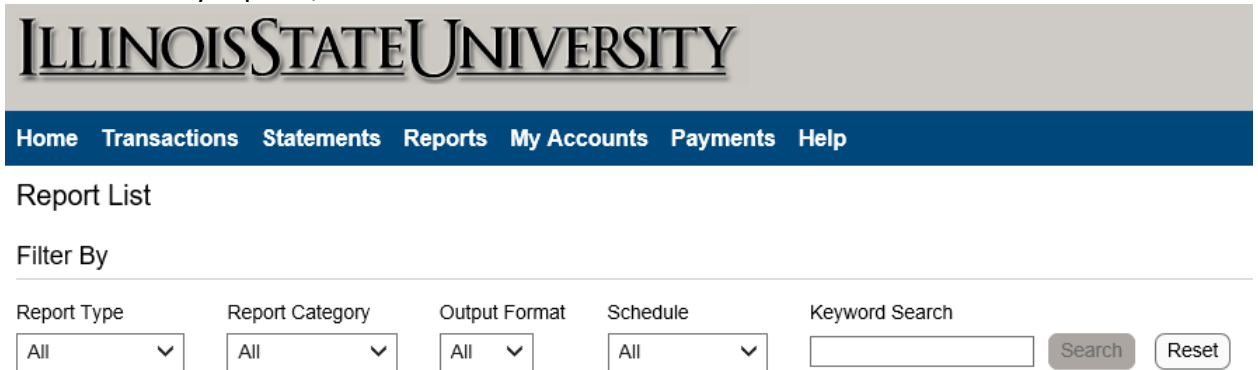 ILLINOIS STATE UNIVERSITY
Home Transactions Statements Reports My Accounts Payments Help
Report List
Filter By
Report Type Report Category Output Format Schedule Keyword Search
All All All All Search Reset